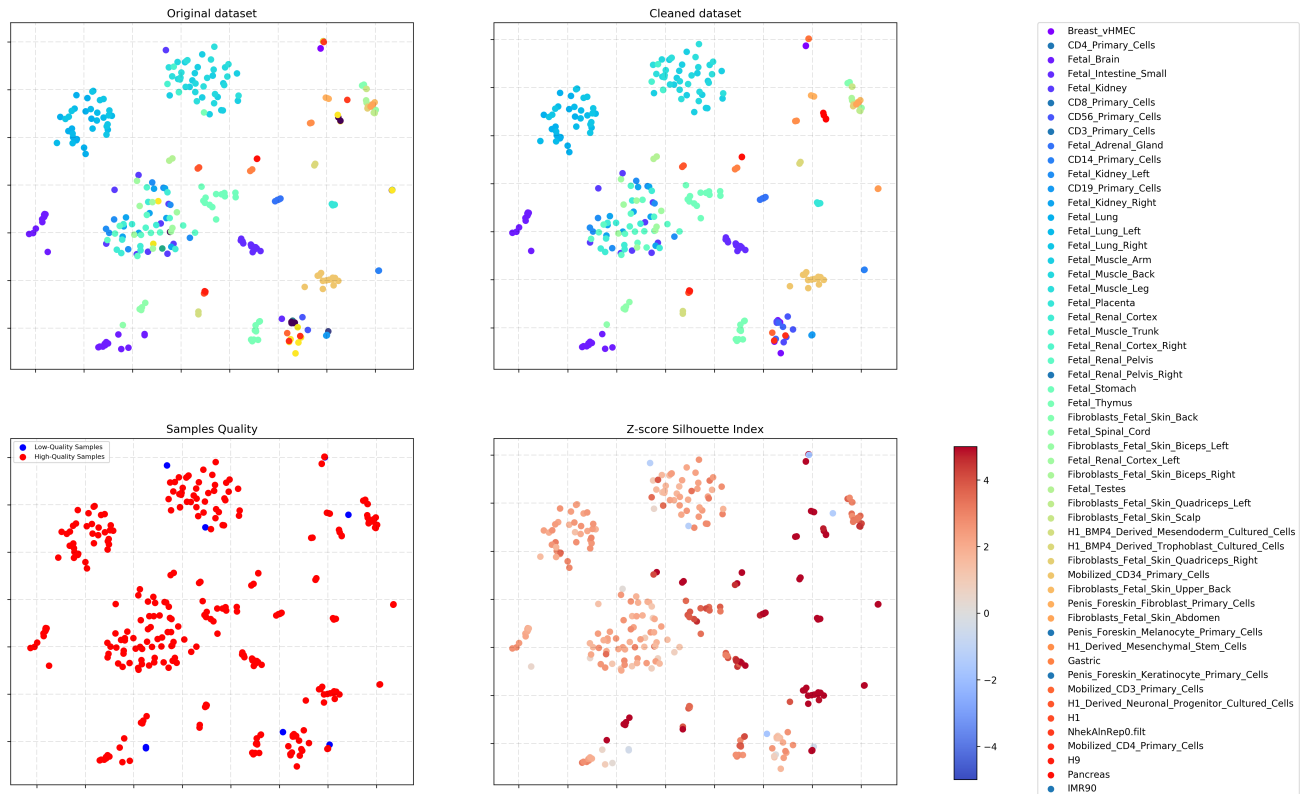 Original dataset
Cleaned dataset
Samples Quality
Low-Quality Samples
High-Quality Samples
Z-score Silhouette Index
4
2
0
−2
−4
Breast_vHMEC
CD4_Primary_Cells
Fetal_Brain
Fetal_Intestine_Small
Fetal_Kidney
CD8_Primary_Cells
CD56_Primary_Cells
CD3_Primary_Cells
Fetal_Adrenal_Gland
CD14_Primary_Cells
Fetal_Kidney_Left
CD19_Primary_Cells
Fetal_Kidney_Right
Fetal_Lung
Fetal_Lung_Left
Fetal_Lung_Right
Fetal_Muscle_Arm
Fetal_Muscle_Back
Fetal_Muscle_Leg
Fetal_Placenta
Fetal_Renal_Cortex
Fetal_Muscle_Trunk
Fetal_Renal_Cortex_Right
Fetal_Renal_Pelvis
Fetal_Renal_Pelvis_Right
Fetal_Stomach
Fetal_Thymus
Fibroblasts_Fetal_Skin_Back
Fetal_Spinal_Cord
Fibroblasts_Fetal_Skin_Biceps_Left
Fetal_Renal_Cortex_Left
Fibroblasts_Fetal_Skin_Biceps_Right
Fetal_Testes
Fibroblasts_Fetal_Skin_Quadriceps_Left
Fibroblasts_Fetal_Skin_Scalp
H1_BMP4_Derived_Mesendoderm_Cultured_Cells
H1_BMP4_Derived_Trophoblast_Cultured_Cells
Fibroblasts_Fetal_Skin_Quadriceps_Right
Mobilized_CD34_Primary_Cells
Fibroblasts_Fetal_Skin_Upper_Back
Penis_Foreskin_Fibroblast_Primary_Cells
Fibroblasts_Fetal_Skin_Abdomen
Penis_Foreskin_Melanocyte_Primary_Cells
H1_Derived_Mesenchymal_Stem_Cells
Gastric
Penis_Foreskin_Keratinocyte_Primary_Cells
Mobilized_CD3_Primary_Cells
H1_Derived_Neuronal_Progenitor_Cultured_Cells
H1
NhekAlnRep0.filt
Mobilized_CD4_Primary_Cells
H9
Pancreas
IMR90